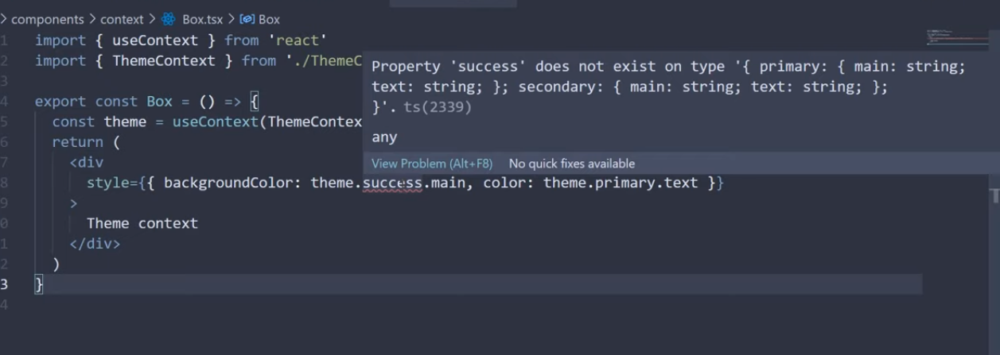 components > context > Box.tsx > Box
1 import { useContext } from 'react'
2 import { ThemeContext } from './ThemeC
Property 'success' does not exist on type '{ primary: { main: string;
3
text: string; }; secondary: { main: string; text: string; };
4 export const Box = () => {
}'. ts(2339)
5 const theme = useContext(ThemeContex
any
6 return (
7 <div
View Problem (Alt+F8) No quick fixes available
8 style={{ backgroundColor: theme.success.main, color: theme.primary.text }}
9 >
0 Theme context
1 </div>
2 )
3 }
4